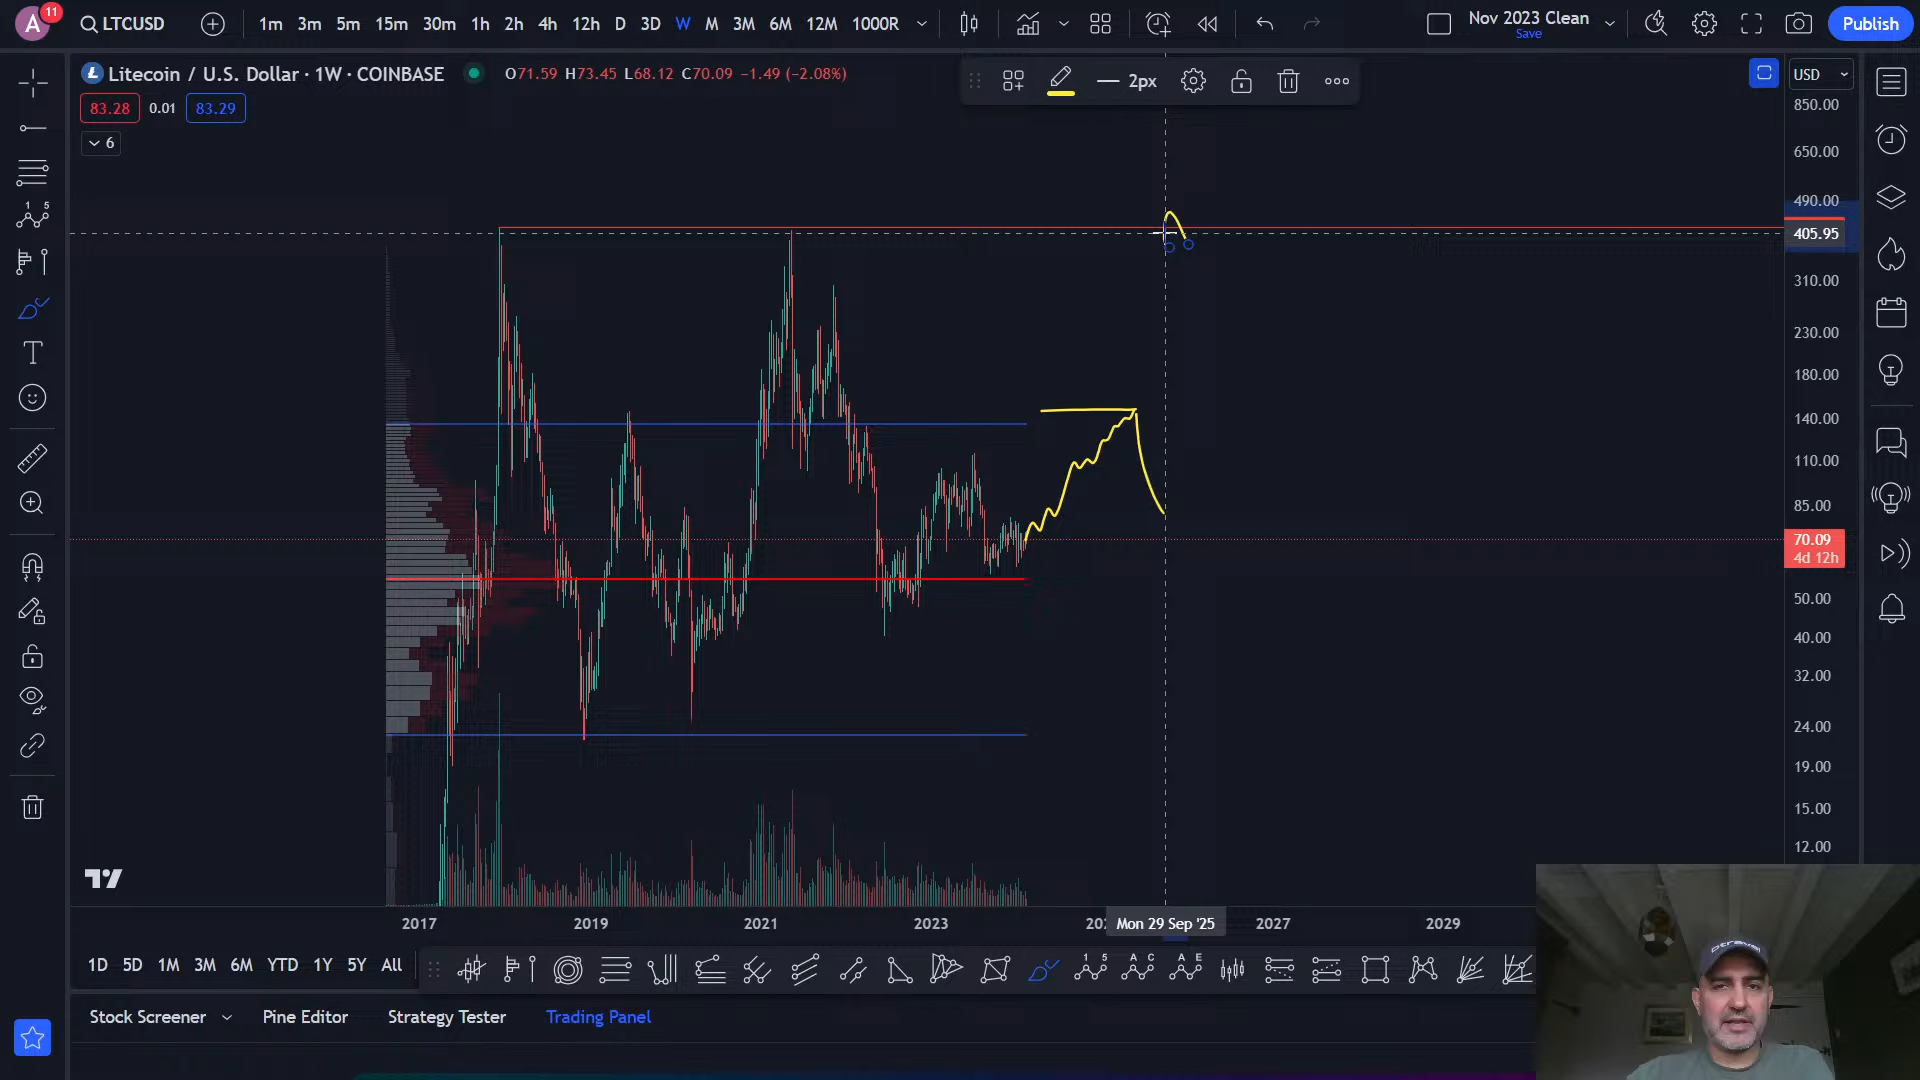 A
11
LTCUSD
1m 3m 5m 15m 30m 1h 2h 4h 12h D 3D W M 3M 6M 12M 1000R
Nov 2023 Clean
Save
Publish
Litecoin / U.S. Dollar · 1W · COINBASE
O71.59 H73.45 L68.12 C70.09 −1.49 (−2.08%)
2px
USD
83.28 0.01 83.29
6
850.00
650.00
490.00
405.95
310.00
230.00
180.00
140.00
110.00
85.00
70.09
4d 12h
50.00
40.00
32.00
24.00
19.00
15.00
12.00
2017 2019 2021 2023 Mon 29 Sep '25 2027 2029
1D 5D 1M 3M 6M YTD 1Y 5Y All
Stock Screener Pine Editor Strategy Tester Trading Panel